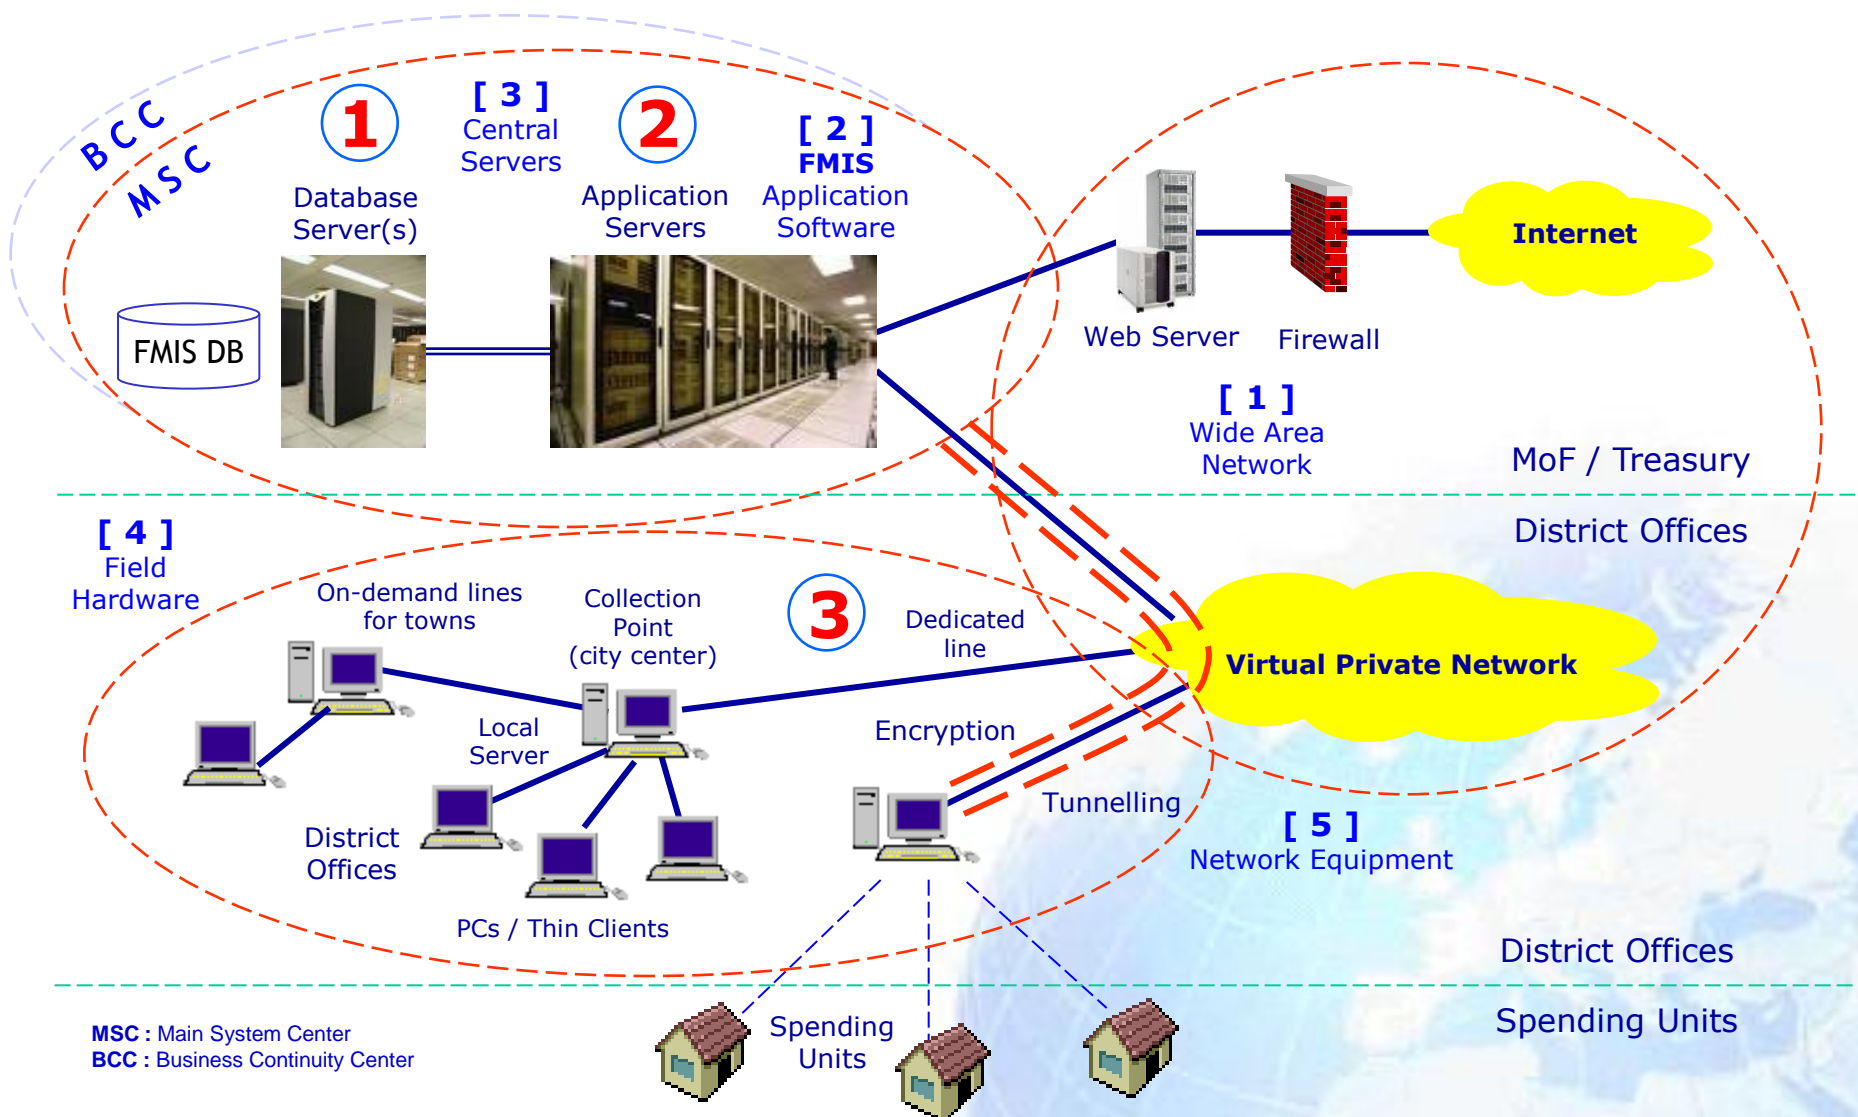 BCC
MSC
1
[ 3 ]
Central
Servers
2
[ 2 ]
FMIS
Application
Software
Database
Server(s)
Application
Servers
FMIS DB
Web Server
Firewall
Internet
[ 1 ]
Wide Area
Network
MoF / Treasury
District Offices
[ 4 ]
Field
Hardware
On-demand lines
for towns
Collection
Point
(city center)
3
Dedicated
line
Virtual Private Network
Local
Server
Encryption
Tunnelling
District
Offices
PCs / Thin Clients
[ 5 ]
Network Equipment
District Offices
Spending Units
Spending
Units
MSC : Main System Center
BCC : Business Continuity Center